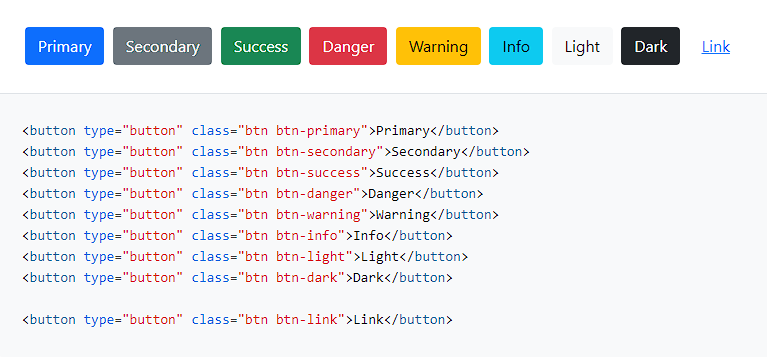 Primary Secondary Success Danger Warning Info Light Dark Link
<button type="button" class="btn btn-primary">Primary</button>
<button type="button" class="btn btn-secondary">Secondary</button>
<button type="button" class="btn btn-success">Success</button>
<button type="button" class="btn btn-danger">Danger</button>
<button type="button" class="btn btn-warning">Warning</button>
<button type="button" class="btn btn-info">Info</button>
<button type="button" class="btn btn-light">Light</button>
<button type="button" class="btn btn-dark">Dark</button>
<button type="button" class="btn btn-link">Link</button>